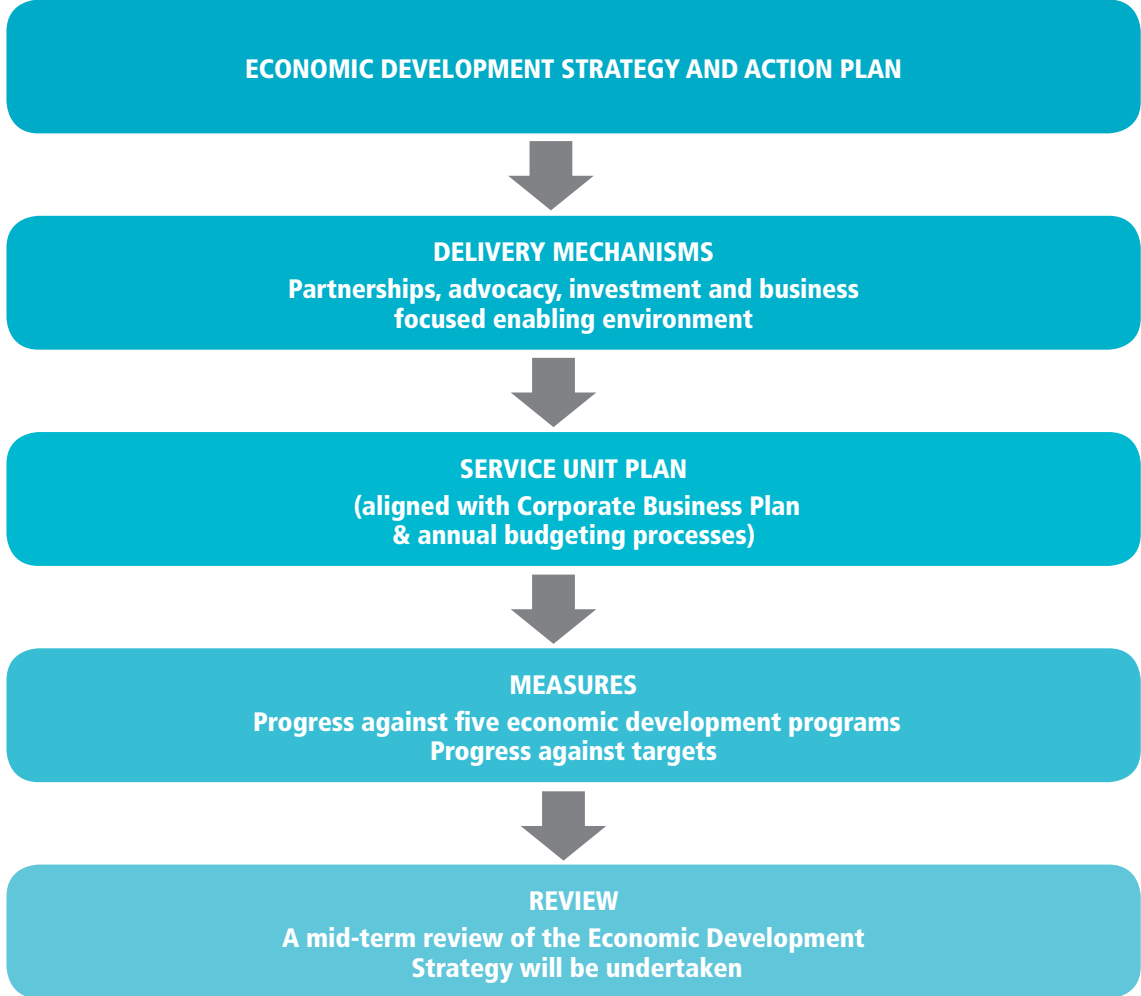 ECONOMIC DEVELOPMENT STRATEGY AND ACTION PLAN
DELIVERY MECHANISMS
Partnerships, advocacy, investment and business
focused enabling environment
SERVICE UNIT PLAN
(aligned with Corporate Business Plan
& annual budgeting processes)
MEASURES
Progress against five economic development programs
Progress against targets
REVIEW
A mid-term review of the Economic Development
Strategy will be undertaken